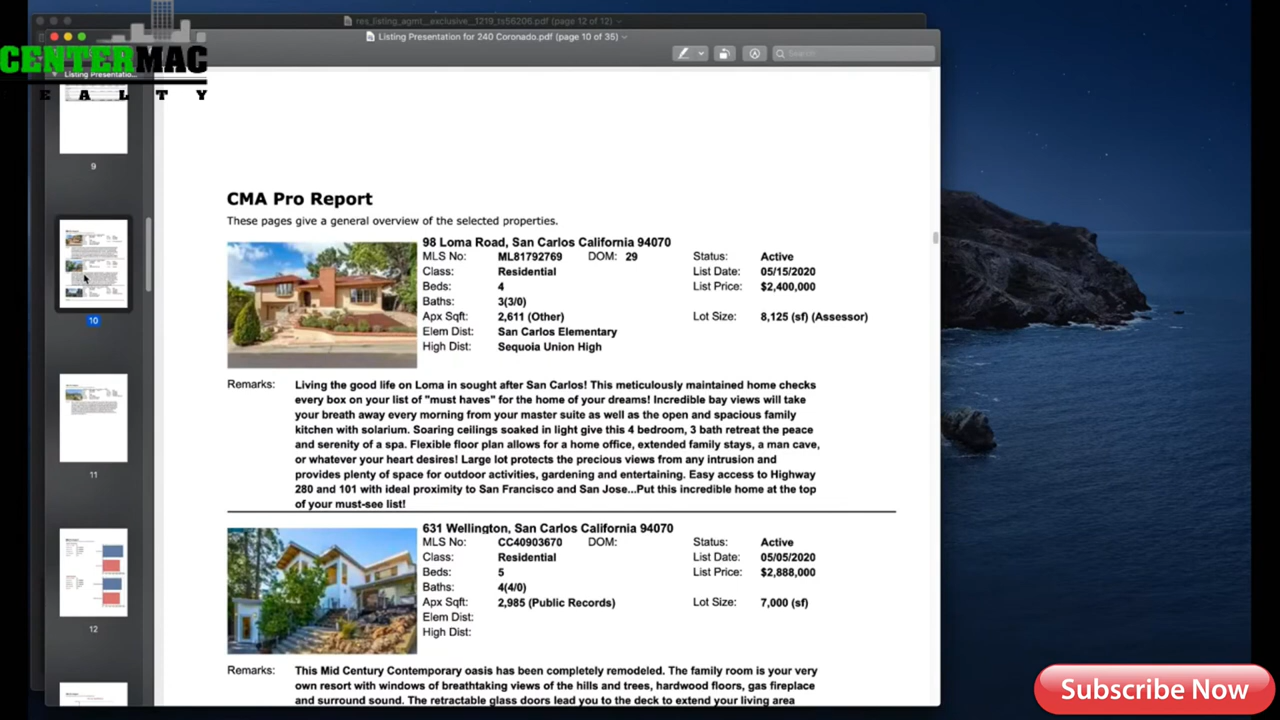 res_listing_agmt__exclusive__1219_ts56206.pdf (page 12 of 12)
Listing Presentation for 240 Coronado.pdf (page 10 of 35)
Search
CENTERMAC
E A L T Y
Listing Presentatio...
9
10
11
12
CMA Pro Report
These pages give a general overview of the selected properties.
98 Loma Road, San Carlos California 94070
MLS No: ML81792769 DOM: 29 Status: Active
Class: Residential List Date: 05/15/2020
Beds: 4 List Price: $2,400,000
Baths: 3(3/0)
Apx Sqft: 2,611 (Other) Lot Size: 8,125 (sf) (Assessor)
Elem Dist: San Carlos Elementary
High Dist: Sequoia Union High
Remarks: Living the good life on Loma in sought after San Carlos! This meticulously maintained home checks
every box on your list of "must haves" for the home of your dreams! Incredible bay views will take
your breath away every morning from your master suite as well as the open and spacious family
kitchen with solarium. Soaring ceilings soaked in light give this 4 bedroom, 3 bath retreat the peace
and serenity of a spa. Flexible floor plan allows for a home office, extended family stays, a man cave,
or whatever your heart desires! Large lot protects the precious views from any intrusion and
provides plenty of space for outdoor activities, gardening and entertaining. Easy access to Highway
280 and 101 with ideal proximity to San Francisco and San Jose...Put this incredible home at the top
of your must-see list!
631 Wellington, San Carlos California 94070
MLS No: CC40903670 DOM: Status: Active
Class: Residential List Date: 05/05/2020
Beds: 5 List Price: $2,888,000
Baths: 4(4/0)
Apx Sqft: 2,985 (Public Records) Lot Size: 7,000 (sf)
Elem Dist:
High Dist:
Remarks: This Mid Century Contemporary oasis has been completely remodeled. The family room is your very
own resort with windows of breathtaking views of the hills and trees, hardwood floors, gas fireplace
and surround sound. The retractable glass doors lead you to the deck to extend your living area
Subscribe Now